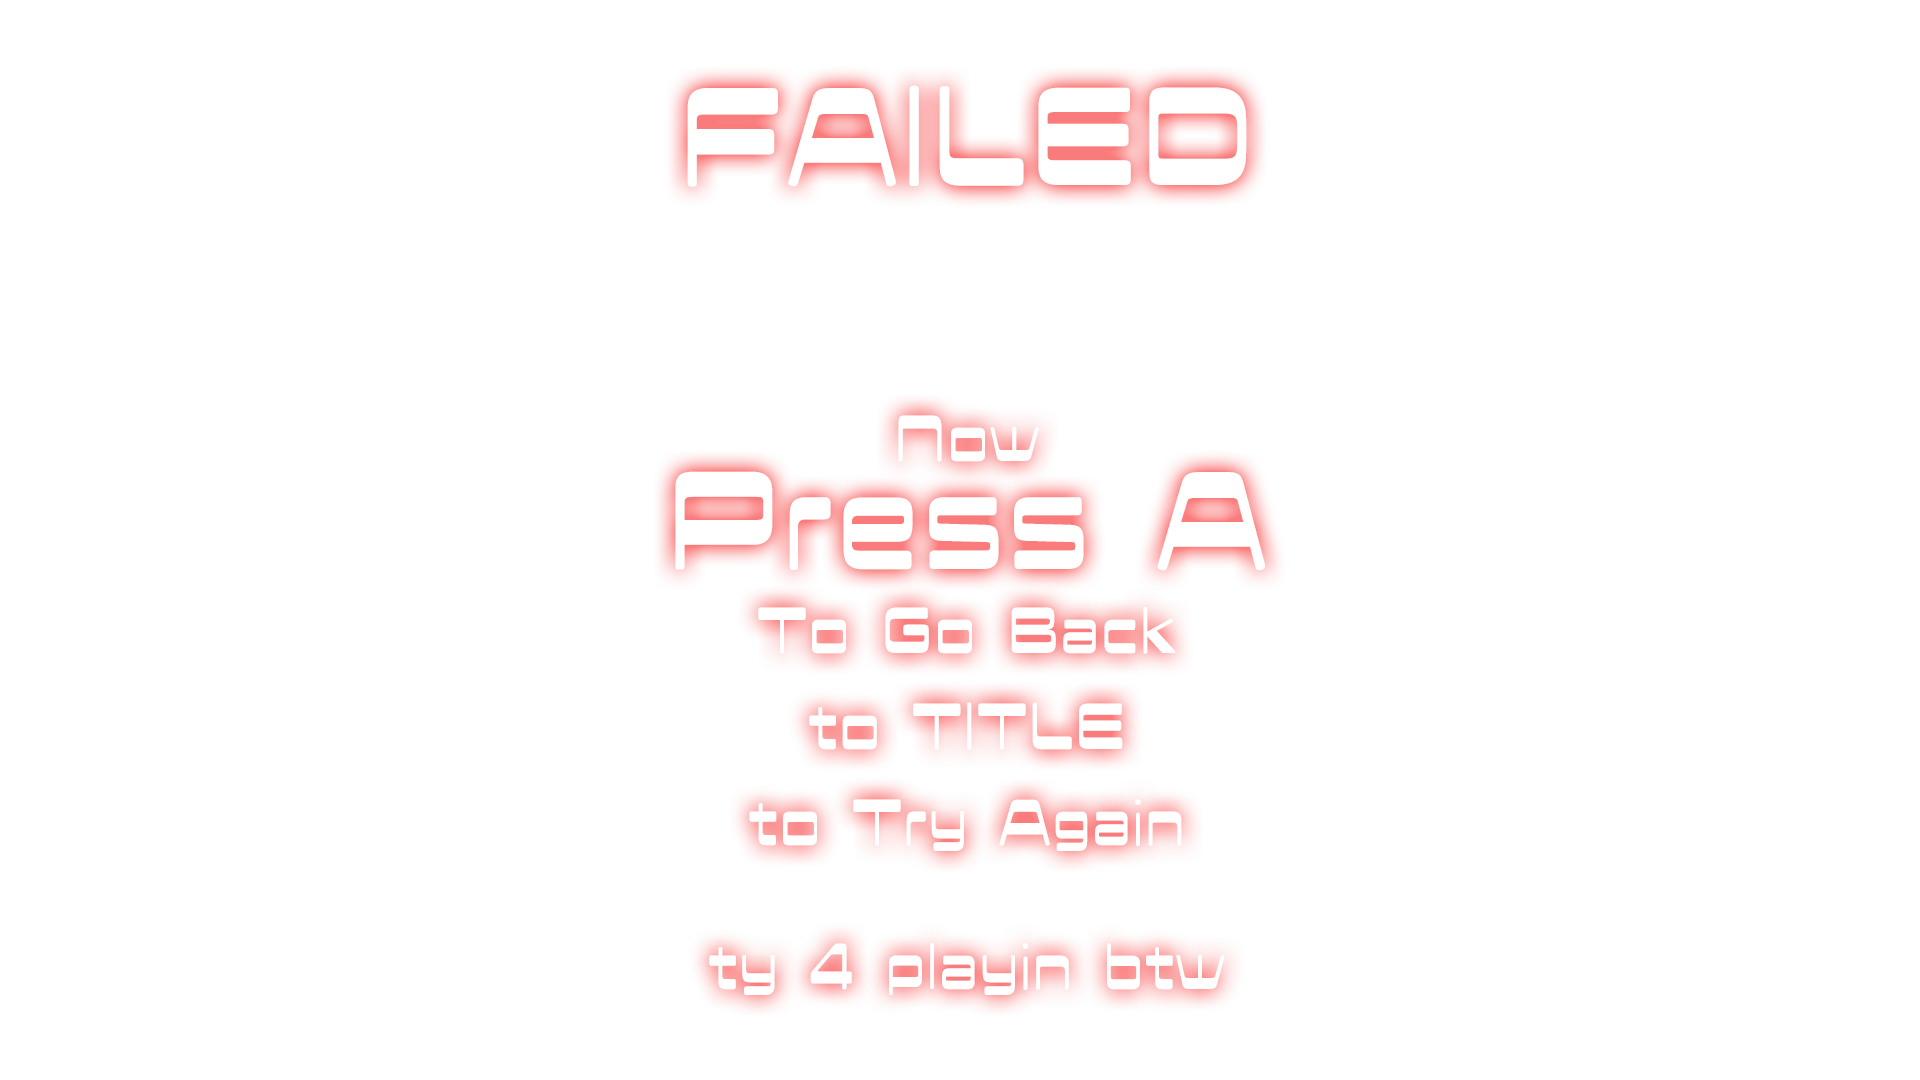 FAILED
Now
Press A
To Go Back
to TITLE
to Try Again
ty 4 playin btw